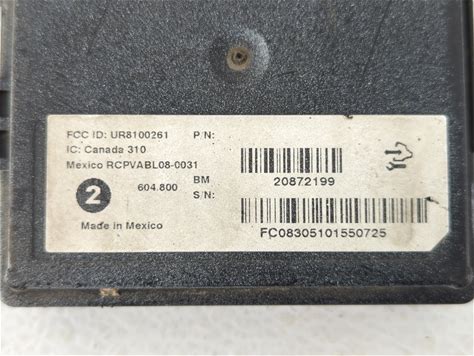 FCC ID: UR8100261 P/N:
IC: Canada 310
Mexico RCPVABL08-0031
2 604.800 BM 20872199
S/N:
Made in Mexico FC08305101550725